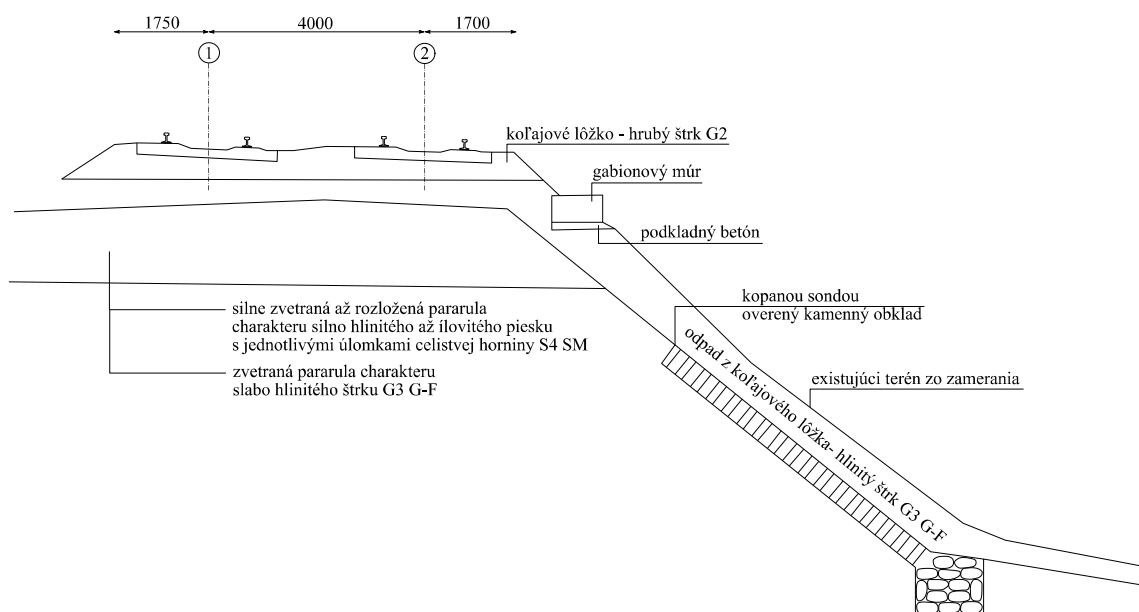 1750 4000 1700
1 2
koľajové lôžko - hrubý štrk G2
gabionový múr
podkladný betón
kopanou sondou
overený kamenný obklad
silne zvetraná až rozložená pararula
charakteru silno hlinitého až ílovitého piesku
s jednotlivými úlomkami celistvej horniny S4 SM
zvetraná pararula charakteru
slabo hlinitého štrku G3 G-F
existujúci terén zo zamerania
odpad z koľajového lôžka- hlinitý štrk G3 G-F